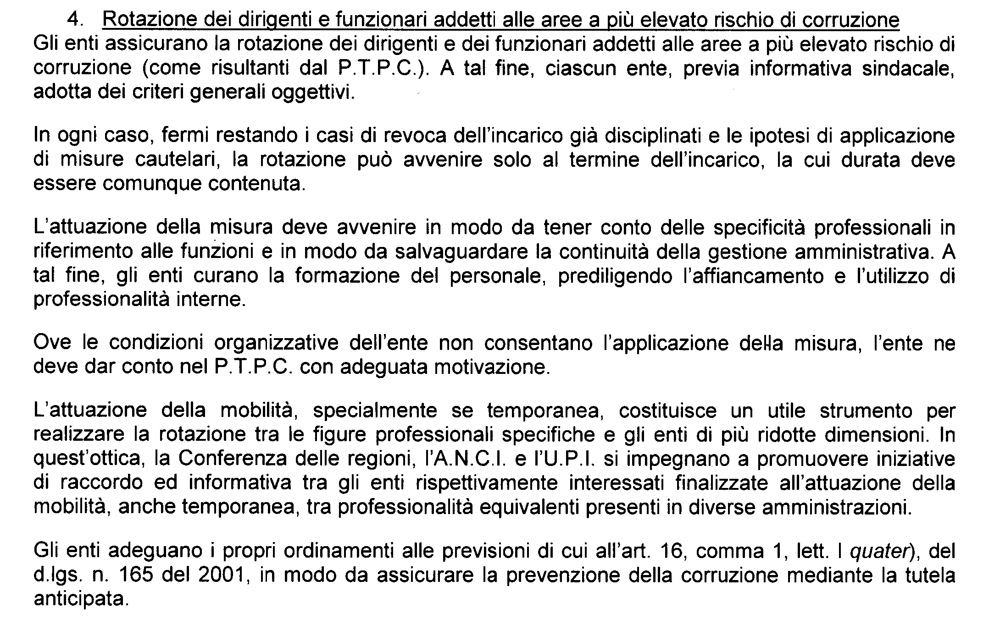 4. Rotazione dei dirigenti e funzionari addetti alle aree a più elevato rischio di corruzione
Gli enti assicurano la rotazione dei dirigenti e dei funzionari addetti alle aree a più elevato rischio di
corruzione (come risultanti dal P.T.P.C.). A tal fine, ciascun ente, previa informativa sindacale,
adotta dei criteri generali oggettivi.
In ogni caso, fermi restando i casi di revoca dell'incarico già disciplinati e le ipotesi di applicazione
di misure cautelari, la rotazione può avvenire solo al termine dell'incarico, la cui durata deve
essere comunque contenuta.
L'attuazione della misura deve avvenire in modo da tener conto delle specificità professionali in
riferimento alle funzioni e in modo da salvaguardare la continuità della gestione amministrativa. A
tal fine, gli enti curano la formazione del personale, prediligendo l'affiancamento e l'utilizzo di
professionalità interne.
Ove le condizioni organizzative dell'ente non consentano l'applicazione della misura, l'ente ne
deve dar conto nel P.T.P.C. con adeguata motivazione.
L'attuazione della mobilità, specialmente se temporanea, costituisce un utile strumento per
realizzare la rotazione tra le figure professionali specifiche e gli enti di più ridotte dimensioni. In
quest'ottica, la Conferenza delle regioni, l'A.N.C.I. e l'U.P.I. si impegnano a promuovere iniziative
di raccordo ed informativa tra gli enti rispettivamente interessati finalizzate all'attuazione della
mobilità, anche temporanea, tra professionalità equivalenti presenti in diverse amministrazioni.
Gli enti adeguano i propri ordinamenti alle previsioni di cui all'art. 16, comma 1, lett. l quater), del
d.lgs. n. 165 del 2001, in modo da assicurare la prevenzione della corruzione mediante la tutela
anticipata.